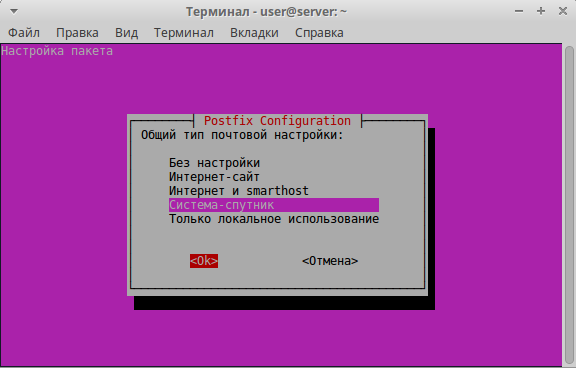 Терминал - user@server: ~
Файл Правка Вид Терминал Вкладки Справка
Настройка пакета
Postfix Configuration
Общий тип почтовой настройки:
Без настройки
Интернет-сайт
Интернет и smarthost
Система-спутник
Только локальное использование
<Ok> <Отмена>